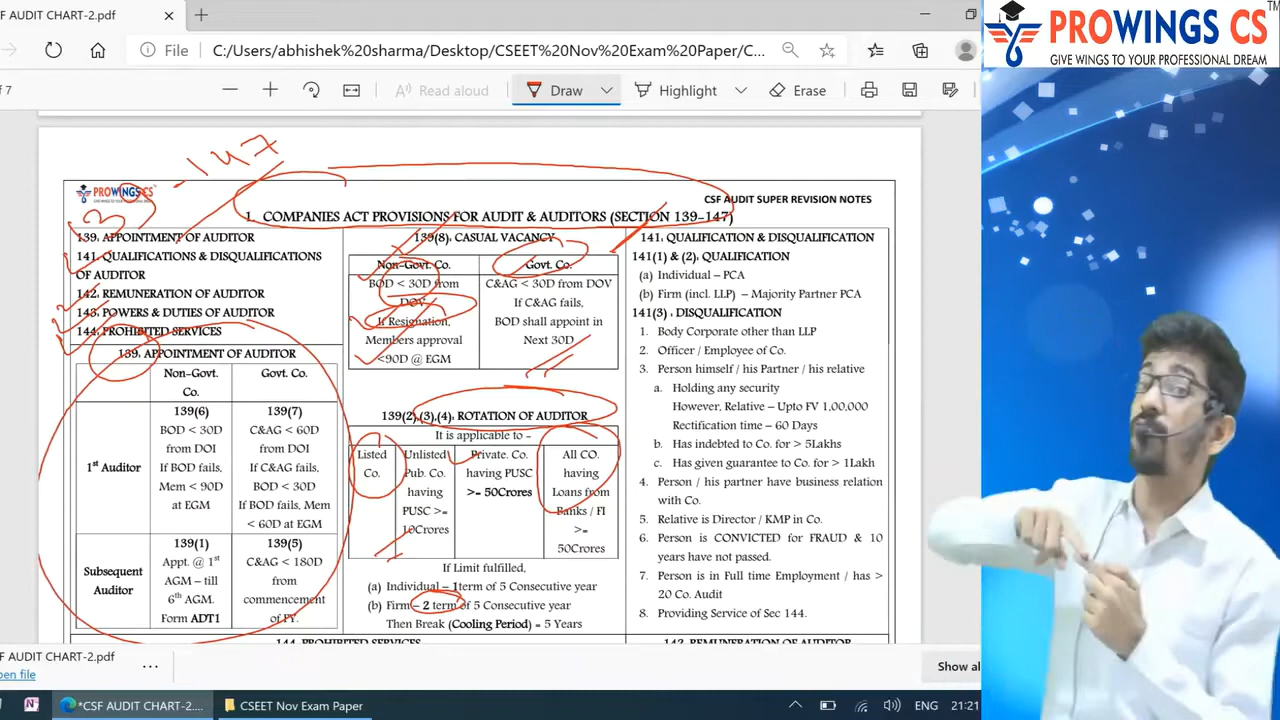 F AUDIT CHART-2.pdf
File C:/Users/abhishek%20sharma/Desktop/CSEET%20Nov%20Exam%20Paper/C...
f 7
Read aloud
Draw
Highlight
Erase
PROWINGS CS™
GIVE WINGS TO YOUR PROFESSIONAL DREAM
139-147
PROWINGS CS
CSF AUDIT SUPER REVISION NOTES
1. COMPANIES ACT PROVISIONS FOR AUDIT & AUDITORS (SECTION 139-147)
139. APPOINTMENT OF AUDITOR
141. QUALIFICATIONS & DISQUALIFICATIONS
OF AUDITOR
142. REMUNERATION OF AUDITOR
143. POWERS & DUTIES OF AUDITOR
144. PROHIBITED SERVICES
139. APPOINTMENT OF AUDITOR
Non-Govt. Co.
Govt. Co.
1st Auditor
139(6)
BOD < 30D
from DOI
If BOD fails,
Mem < 90D
at EGM
139(7)
C&AG < 60D
from DOI
If C&AG fails,
BOD < 30D
If BOD fails, Mem
< 60D at EGM
Subsequent
Auditor
139(1)
Appt. @ 1st
AGM – till
6th AGM.
Form ADT1
139(5)
C&AG < 180D
from
commencement
of FY.
139(8). CASUAL VACANCY
Non-Govt. Co.
Govt. Co.
BOD < 30D from
DOV
If Resignation,
Members approval
<90D @ EGM
C&AG < 30D from DOV
If C&AG fails,
BOD shall appoint in
Next 30D
139(2),(3),(4). ROTATION OF AUDITOR
It is applicable to –
Listed
Co.
Unlisted
Pub. Co.
having
PUSC >=
10Crores
Private. Co.
having PUSC
>= 50Crores
All CO.
having
Loans from
Banks / FI
>=
50Crores
If Limit fulfilled,
(a) Individual – 1term of 5 Consecutive year
(b) Firm – 2 term of 5 Consecutive year
Then Break (Cooling Period) = 5 Years
141. QUALIFICATION & DISQUALIFICATION
141(1) & (2). QUALIFICATION
(a) Individual – PCA
(b) Firm (incl. LLP) – Majority Partner PCA
141(3). DISQUALIFICATION
1. Body Corporate other than LLP
2. Officer / Employee of Co.
3. Person himself / his Partner / his relative
a. Holding any security
However, Relative – Upto FV 1,00,000
Rectification time – 60 Days
b. Has indebted to Co. for > 5Lakhs
c. Has given guarantee to Co. for > 1Lakh
4. Person / his partner have business relation
with Co.
5. Relative is Director / KMP in Co.
6. Person is CONVICTED for FRAUD & 10
years have not passed.
7. Person is in Full time Employment / has >
20 Co. Audit
8. Providing Service of Sec 144.
144. PROHIBITED SERVICES
142. REMUNERATION OF AUDITOR
F AUDIT CHART-2.pdf
pen file
...
Show al
*CSF AUDIT CHART-2....
CSEET Nov Exam Paper
ENG
21:21